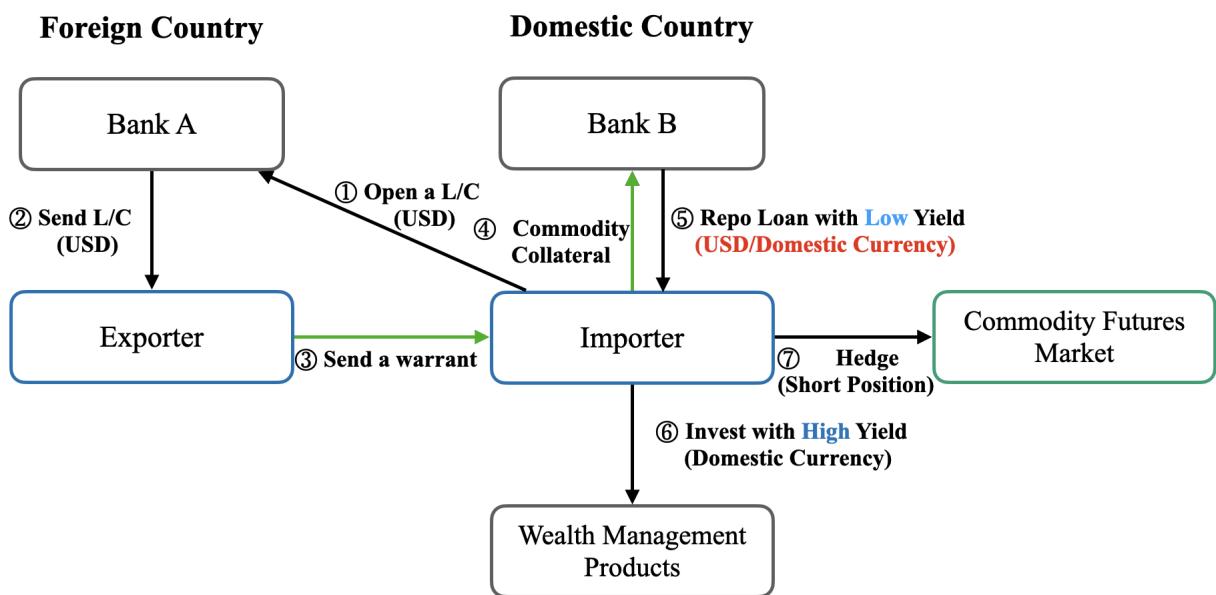 Foreign Country
Domestic Country
Bank A
Bank B
① Open a L/C
(USD)
② Send L/C
(USD)
④ Commodity
Collateral
⑤ Repo Loan with Low Yield
(USD/Domestic Currency)
Exporter
③ Send a warrant
Importer
⑦ Hedge
(Short Position)
Commodity Futures
Market
⑥ Invest with High Yield
(Domestic Currency)
Wealth Management
Products